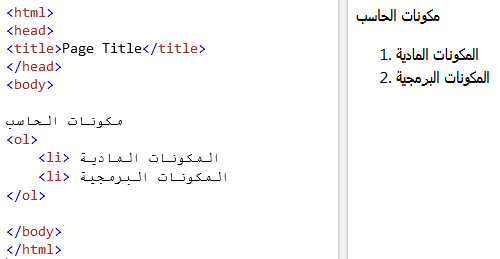 <html>
<head>
<title>Page Title</title>
</head>
<body>
مكونات الحاسب
<ol>
<li> المكونات المادية
<li> المكونات البرمجية
</ol>
</body>
</html>
مكونات الحاسب
1. المكونات المادية
2. المكونات البرمجية